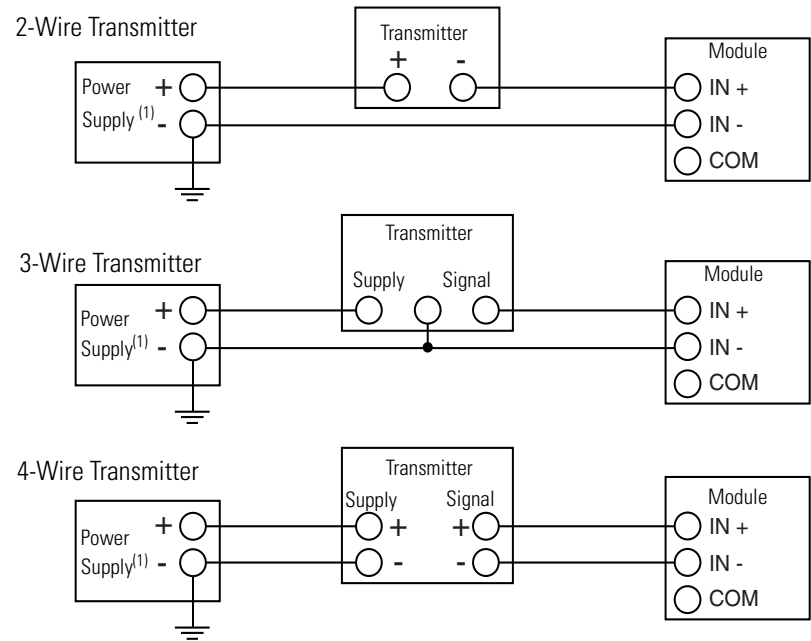 2-Wire Transmitter
Transmitter
+ -
Module
Power +
Supply (1) -
IN +
IN -
COM
3-Wire Transmitter
Transmitter
Supply Signal
Module
Power +
Supply(1) -
IN +
IN -
COM
4-Wire Transmitter
Transmitter
Supply Signal
+ +
- -
Module
Power +
Supply(1) -
IN +
IN -
COM